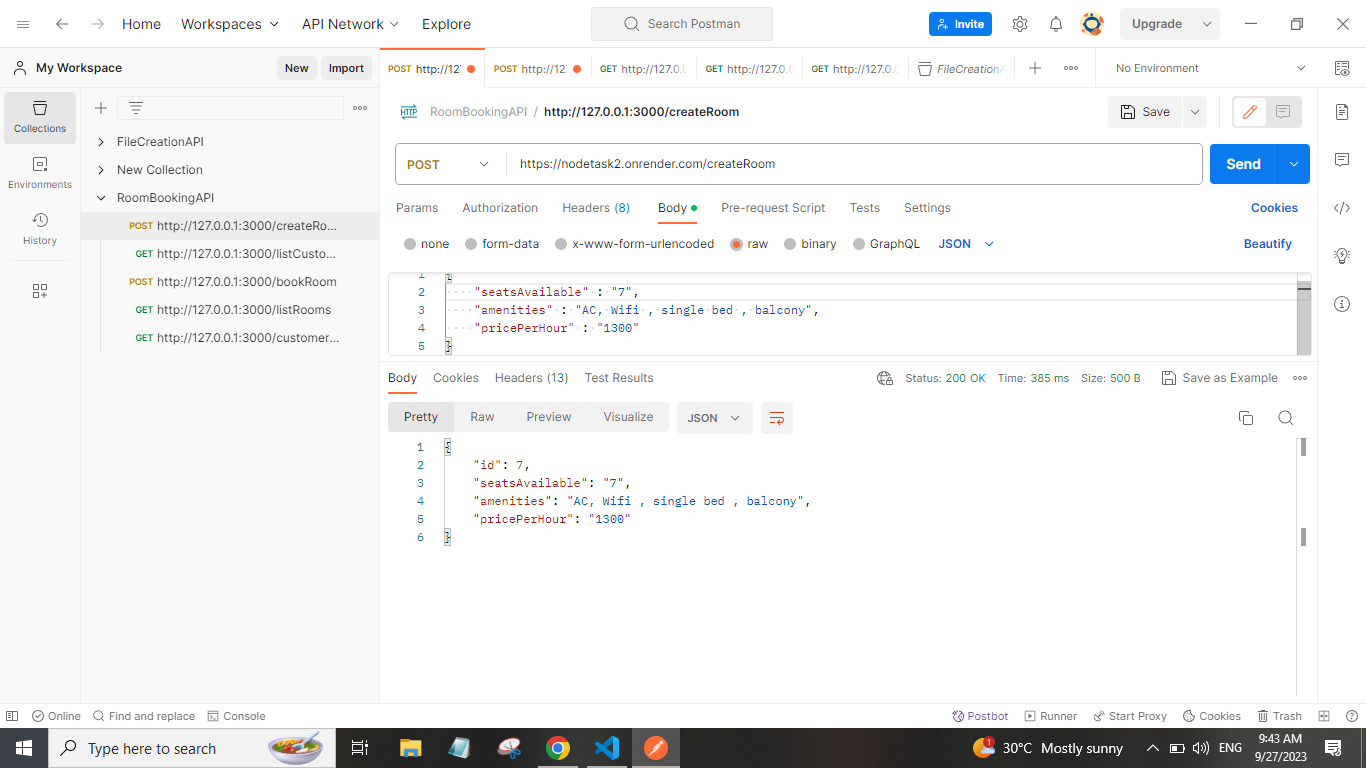 Home Workspaces API Network Explore Search Postman Invite Upgrade
My Workspace New Import POST http://127 POST http://12 GET http://127.0.0 GET http://127.0.0 GET http://127.0.0 FileCreationA No Environment
Collections
Environments
History
FileCreationAPI
New Collection
RoomBookingAPI
POST http://127.0.0.1:3000/createRo...
GET http://127.0.0.1:3000/listCusto...
POST http://127.0.0.1:3000/bookRoom
GET http://127.0.0.1:3000/listRooms
GET http://127.0.0.1:3000/customer...
HTTP RoomBookingAPI / http://127.0.0.1:3000/createRoom Save
POST https://nodetask2.onrender.com/createRoom Send
Params Authorization Headers (8) Body Pre-request Script Tests Settings Cookies
none form-data x-www-form-urlencoded raw binary GraphQL JSON Beautify
1 {
2 "seatsAvailable" : "7",
3 "amenities" : "AC, Wifi , single bed , balcony",
4 "pricePerHour" : "1300"
5 }
Body Cookies Headers (13) Test Results Status: 200 OK Time: 385 ms Size: 500 B Save as Example
Pretty Raw Preview Visualize JSON
1 {
2 "id": 7,
3 "seatsAvailable": "7",
4 "amenities": "AC, Wifi , single bed , balcony",
5 "pricePerHour": "1300"
6 }
Online Find and replace Console Postbot Runner Start Proxy Cookies Trash
Type here to search 1 30°C Mostly sunny ENG 9:43 AM
9/27/2023